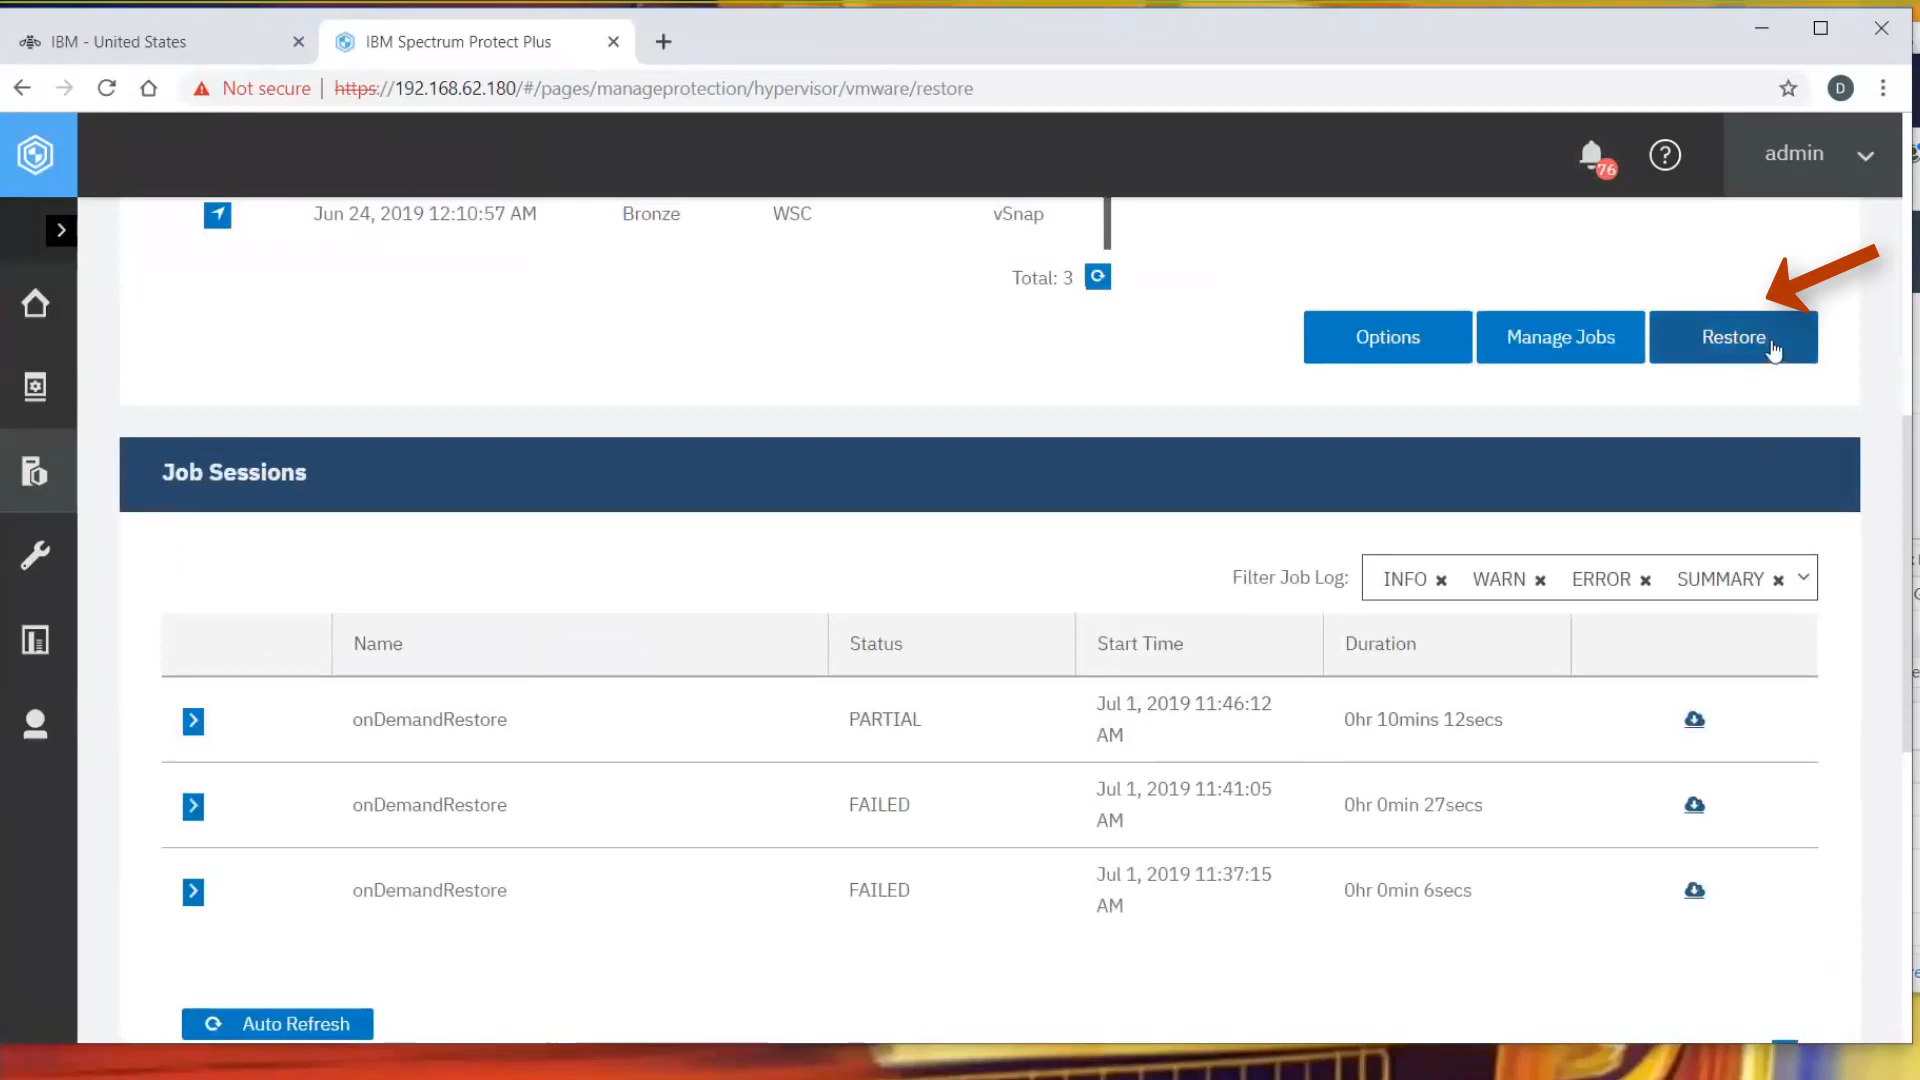 IBM - United States
IBM Spectrum Protect Plus
Not secure | https://192.168.62.180/#/pages/manageprotection/hypervisor/vmware/restore
D
76
?
admin
Jun 24, 2019 12:10:57 AM Bronze WSC vSnap
Total: 3
Options Manage Jobs Restore
Job Sessions
Filter Job Log: INFO WARN ERROR SUMMARY
Name Status Start Time Duration
onDemandRestore PARTIAL Jul 1, 2019 11:46:12 AM 0hr 10mins 12secs
onDemandRestore FAILED Jul 1, 2019 11:41:05 AM 0hr 0min 27secs
onDemandRestore FAILED Jul 1, 2019 11:37:15 AM 0hr 0min 6secs
Auto Refresh